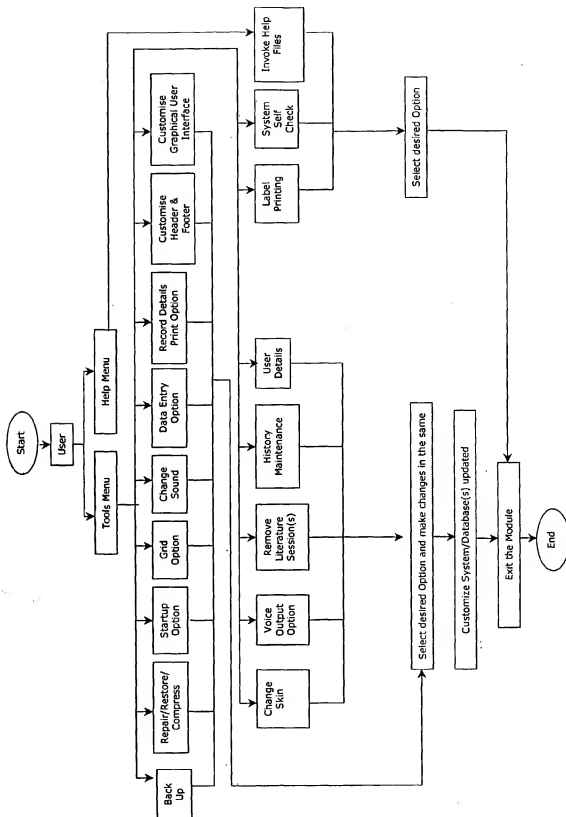 Start
User
Tools Menu
Help Menu
Back
Up
Repair/Restore/
Compress
Startup
Option
Grid
Option
Change
Sound
Data Entry
Option
Record Details
Print Option
Customise
Header &
Footer
Customise
Graphical User
Interface
Change
Skin
Voice
Output
Option
Remove
Literature
Session(s)
History
Maintenance
User
Details
Label
Printing
System
Self
Check
Invoke Help
Files
Select desired Option and make changes in the same
Select desired Option
Customize System/Database(s) updated
Exit the Module
End